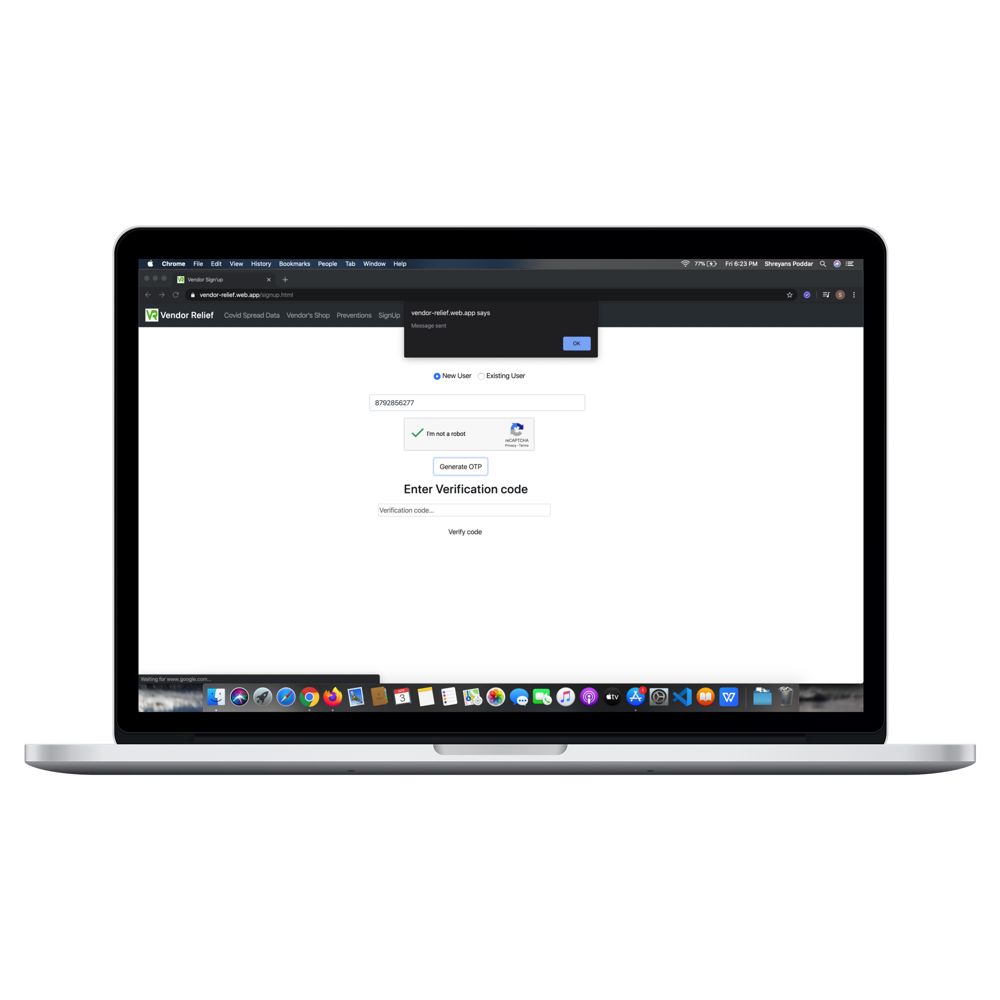 Chrome File Edit View History Bookmarks People Tab Window Help 77% Fri 6:23 PM Shreyans Poddar
VR Vendor Sign'up
vendor-relief.web.app/signup.html S
VR Vendor Relief Covid Spread Data Vendor's Shop Preventions SignUp
vendor-relief.web.app says
Message sent
OK
New User Existing User
8792856277
I'm not a robot
reCAPTCHA
Privacy - Terms
Generate OTP
Enter Verification code
Verification code...
Verify code
Waiting for www.google.com...
APR
3
tv
1
W